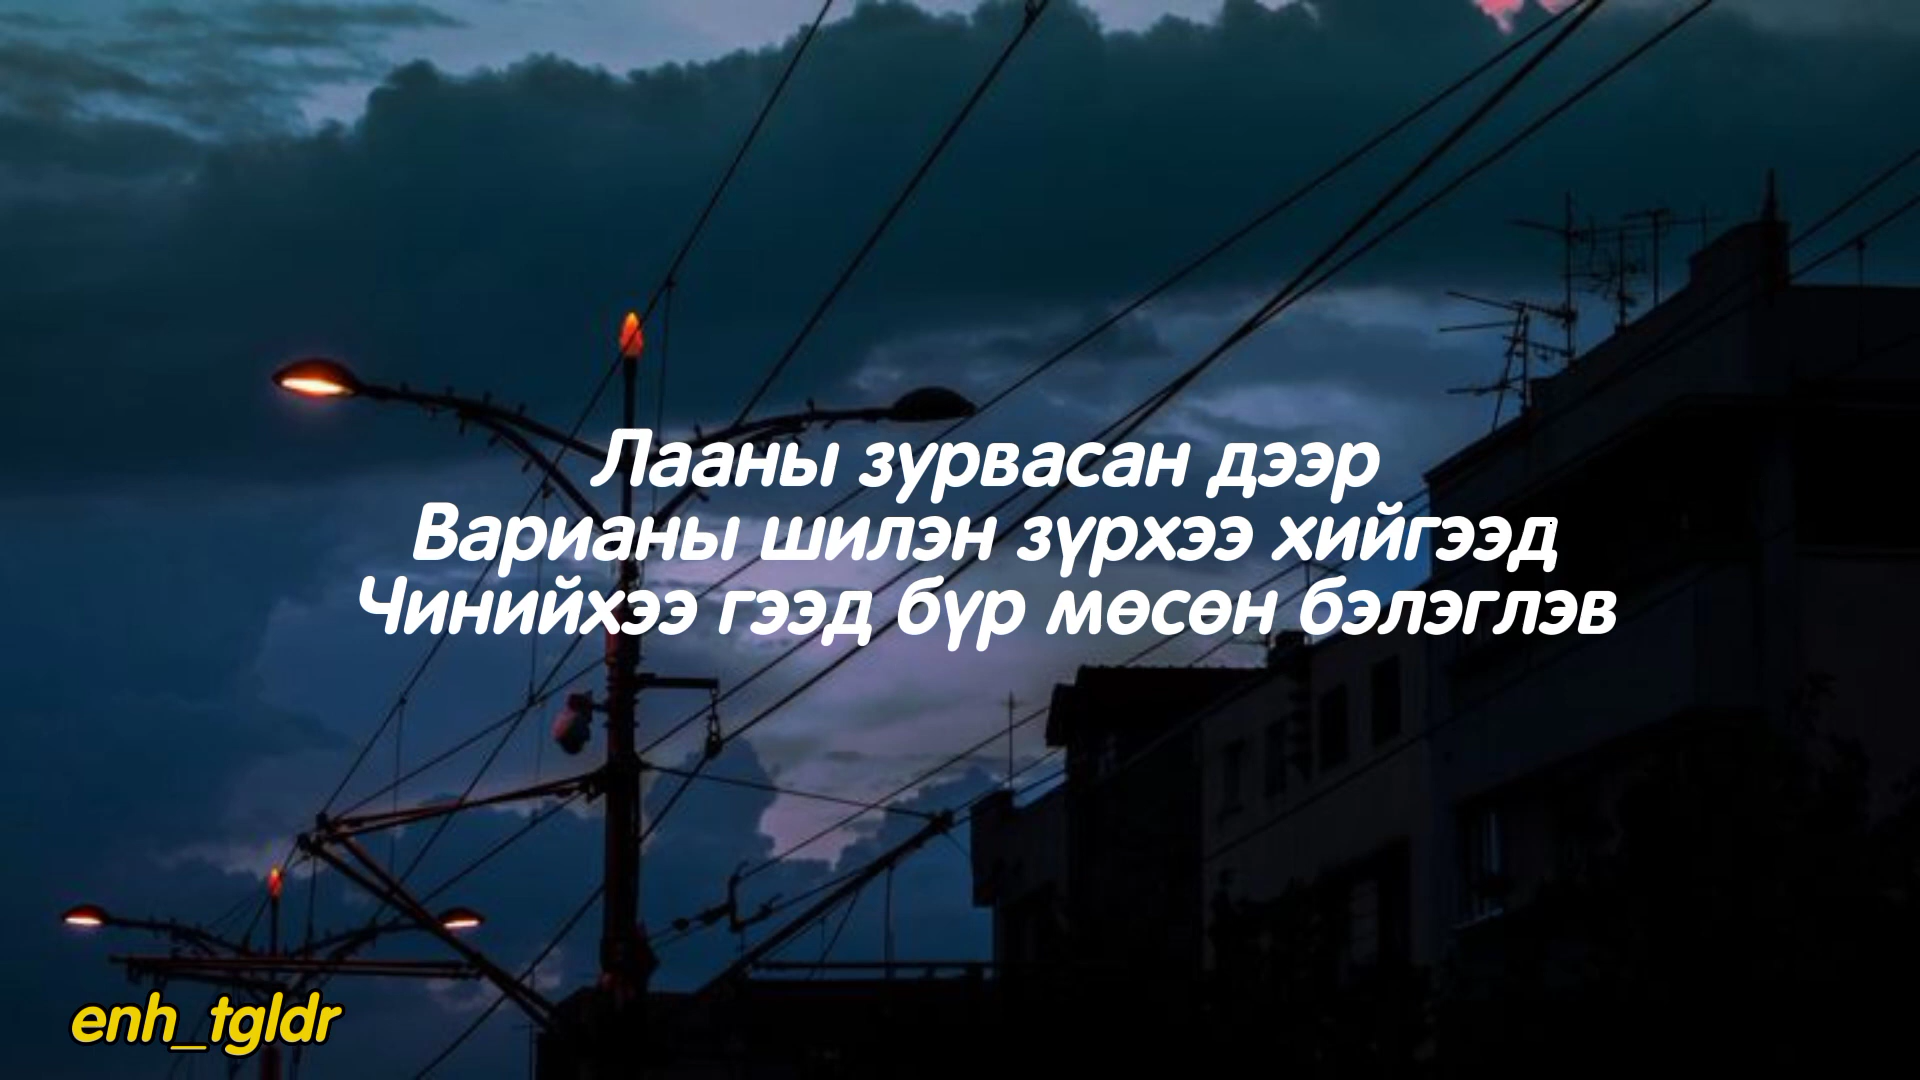 Лааны зурвасан дээр
Варианы шилэн зүрхээ хийгээд
Чинийхээ гээд бүр мөсөн бэлэглэв
enh_tgldr